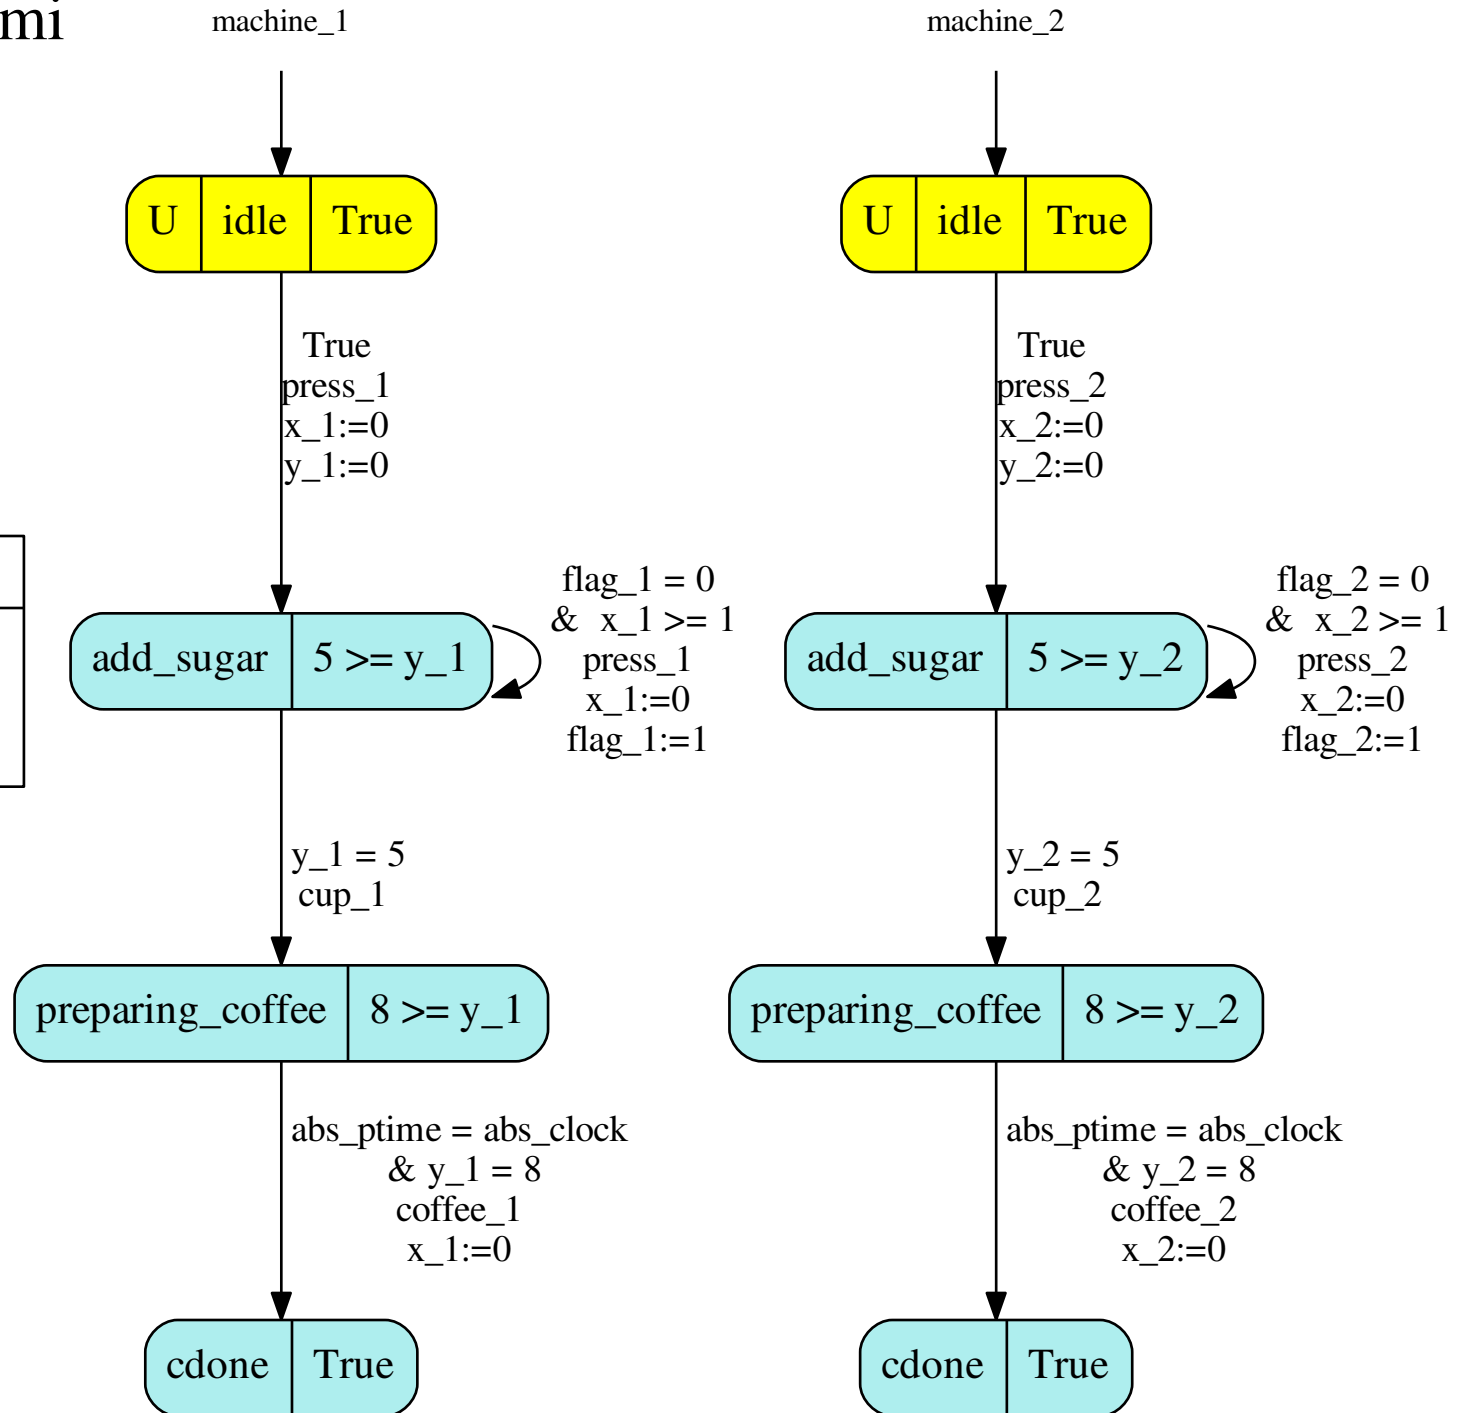 mi
machine_1
U idle True
True
press_1
x_1:=0
y_1:=0
add_sugar 5 >= y_1
flag_1 = 0
& x_1 >= 1
press_1
x_1:=0
flag_1:=1
y_1 = 5
cup_1
preparing_coffee 8 >= y_1
abs_ptime = abs_clock
& y_1 = 8
coffee_1
x_1:=0
cdone True
machine_2
U idle True
True
press_2
x_2:=0
y_2:=0
add_sugar 5 >= y_2
flag_2 = 0
& x_2 >= 1
press_2
x_2:=0
flag_2:=1
y_2 = 5
cup_2
preparing_coffee 8 >= y_2
abs_ptime = abs_clock
& y_2 = 8
coffee_2
x_2:=0
cdone True